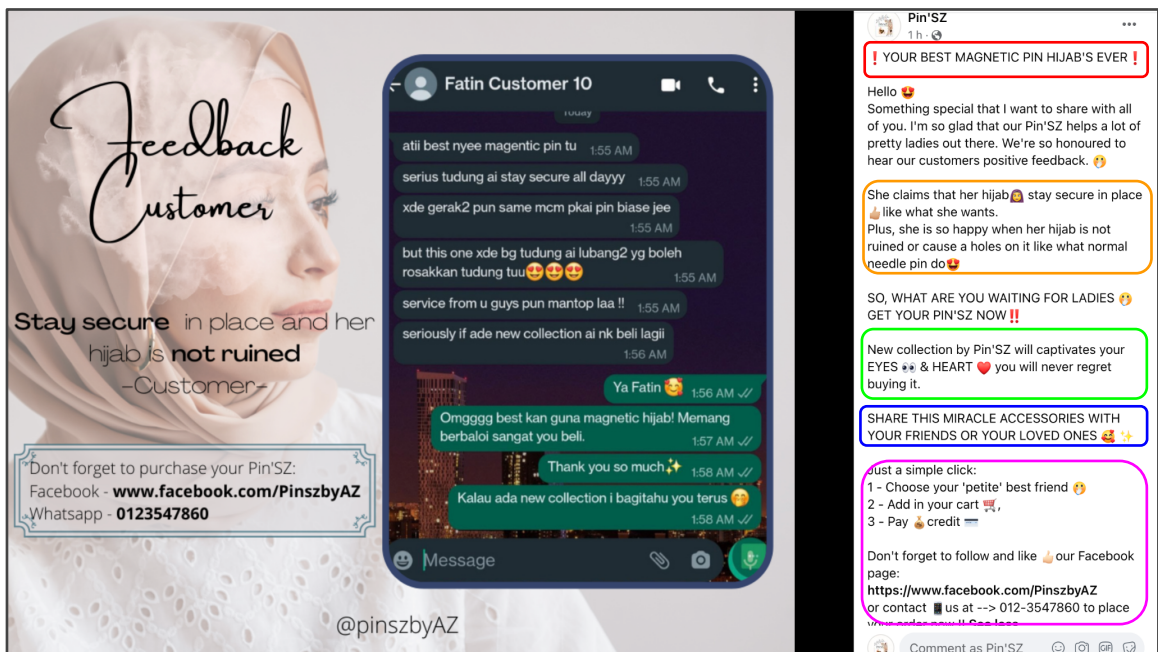 Feedback
Customer
Stay secure in place and her
hijab is not ruined
-Customer-
Don't forget to purchase your Pin'SZ:
Facebook - www.facebook.com/PinszbyAZ
Whatsapp - 0123547860
@pinszbyAZ
Fatin Customer 10
Today
atii best nyee magentic pin tu 1:55 AM
serius tudung ai stay secure all dayyy 1:55 AM
xde gerak2 pun same mcm pkai pin biase jee
1:55 AM
but this one xde bg tudung ai lubang2 yg boleh
rosakkan tudung tuu😍😍😍 1:55 AM
service from u guys pun mantop laa !! 1:55 AM
seriously if ade new collection ai nk beli lagii
1:56 AM
Ya Fatin 🥰 1:56 AM
Omgggg best kan guna magnetic hijab! Memang
berbaloi sangat you beli. 1:57 AM
Thank you so much✨ 1:58 AM
Kalau ada new collection i bagitahu you terus 🤗
1:58 AM
Message
Pin'SZ
1 h ·
❗YOUR BEST MAGNETIC PIN HIJAB'S EVER❗
Hello 😍
Something special that I want to share with all
of you. I'm so glad that our Pin'SZ helps a lot of
pretty ladies out there. We're so honoured to
hear our customers positive feedback. 🤭
She claims that her hijab🧕 stay secure in place
👍like what she wants.
Plus, she is so happy when her hijab is not
ruined or cause a holes on it like what normal
needle pin do😍
SO, WHAT ARE YOU WAITING FOR LADIES 🤭
GET YOUR PIN'SZ NOW‼️
New collection by Pin'SZ will captivates your
EYES 👀 & HEART ❤️ you will never regret
buying it.
SHARE THIS MIRACLE ACCESSORIES WITH
YOUR FRIENDS OR YOUR LOVED ONES 🥰 ✨
Just a simple click:
1 - Choose your 'petite' best friend 🤭
2 - Add in your cart 🛒,
3 - Pay 💰credit 💳
Don't forget to follow and like 👍our Facebook
page:
https://www.facebook.com/PinszbyAZ
or contact 📱us at --> 012-3547860 to place
your order now !! See less
Comment as Pin'SZ
GIF